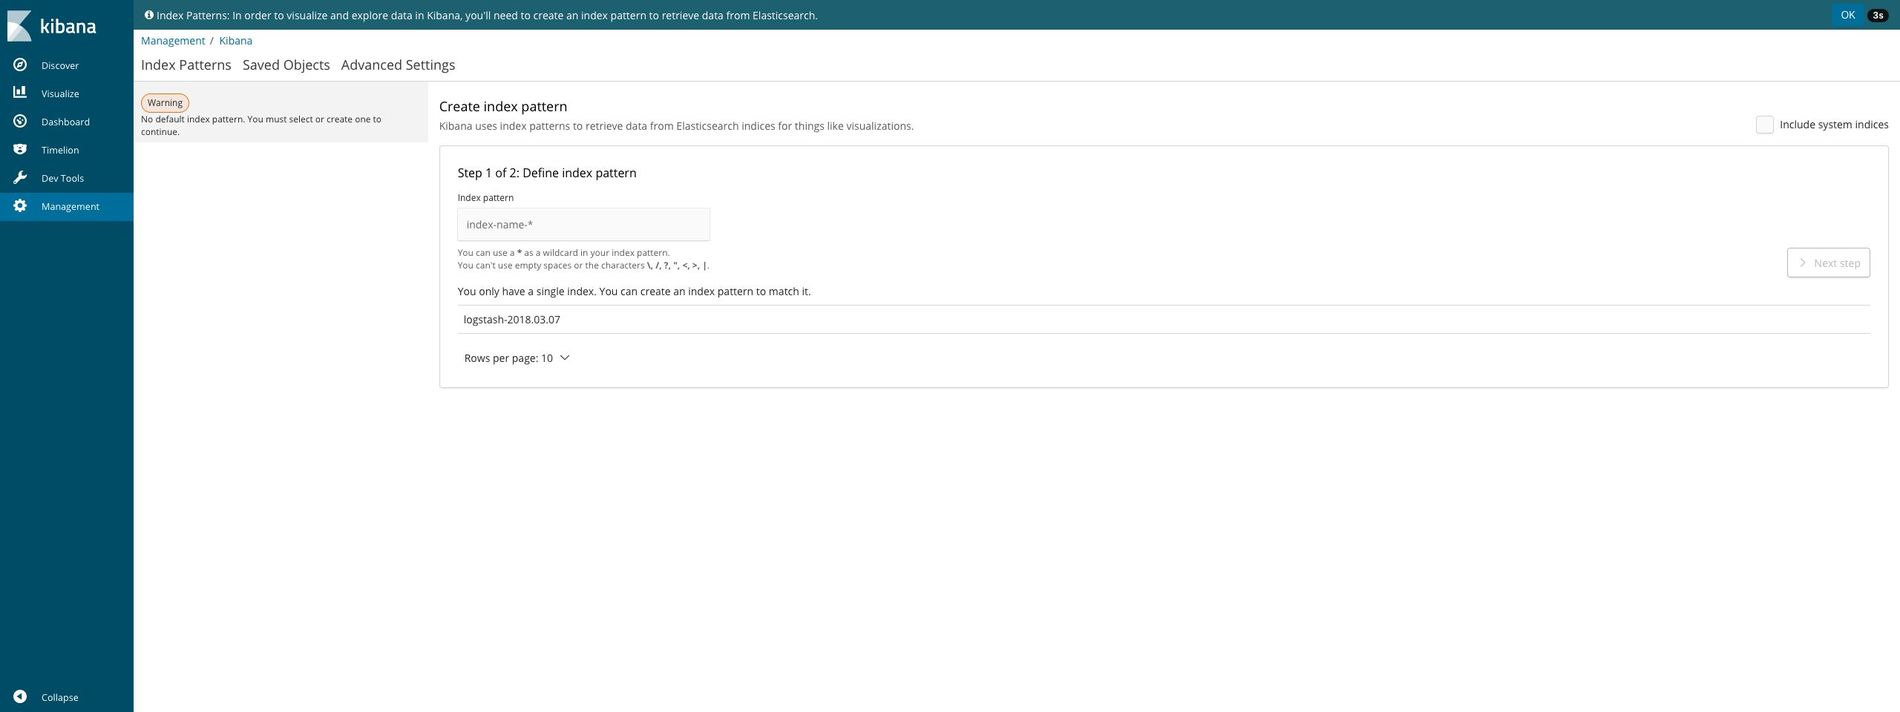 kibana
Discover
Visualize
Dashboard
Timelion
Dev Tools
Management
Collapse
Index Patterns: In order to visualize and explore data in Kibana, you'll need to create an index pattern to retrieve data from Elasticsearch.
OK
3s
Management / Kibana
Index Patterns Saved Objects Advanced Settings
Warning
No default index pattern. You must select or create one to
continue.
Create index pattern
Kibana uses index patterns to retrieve data from Elasticsearch indices for things like visualizations.
Include system indices
Step 1 of 2: Define index pattern
Index pattern
index-name-*
You can use a * as a wildcard in your index pattern.
You can't use empty spaces or the characters \, /, ?, ", <, >, |.
Next step
You only have a single index. You can create an index pattern to match it.
logstash-2018.03.07
Rows per page: 10